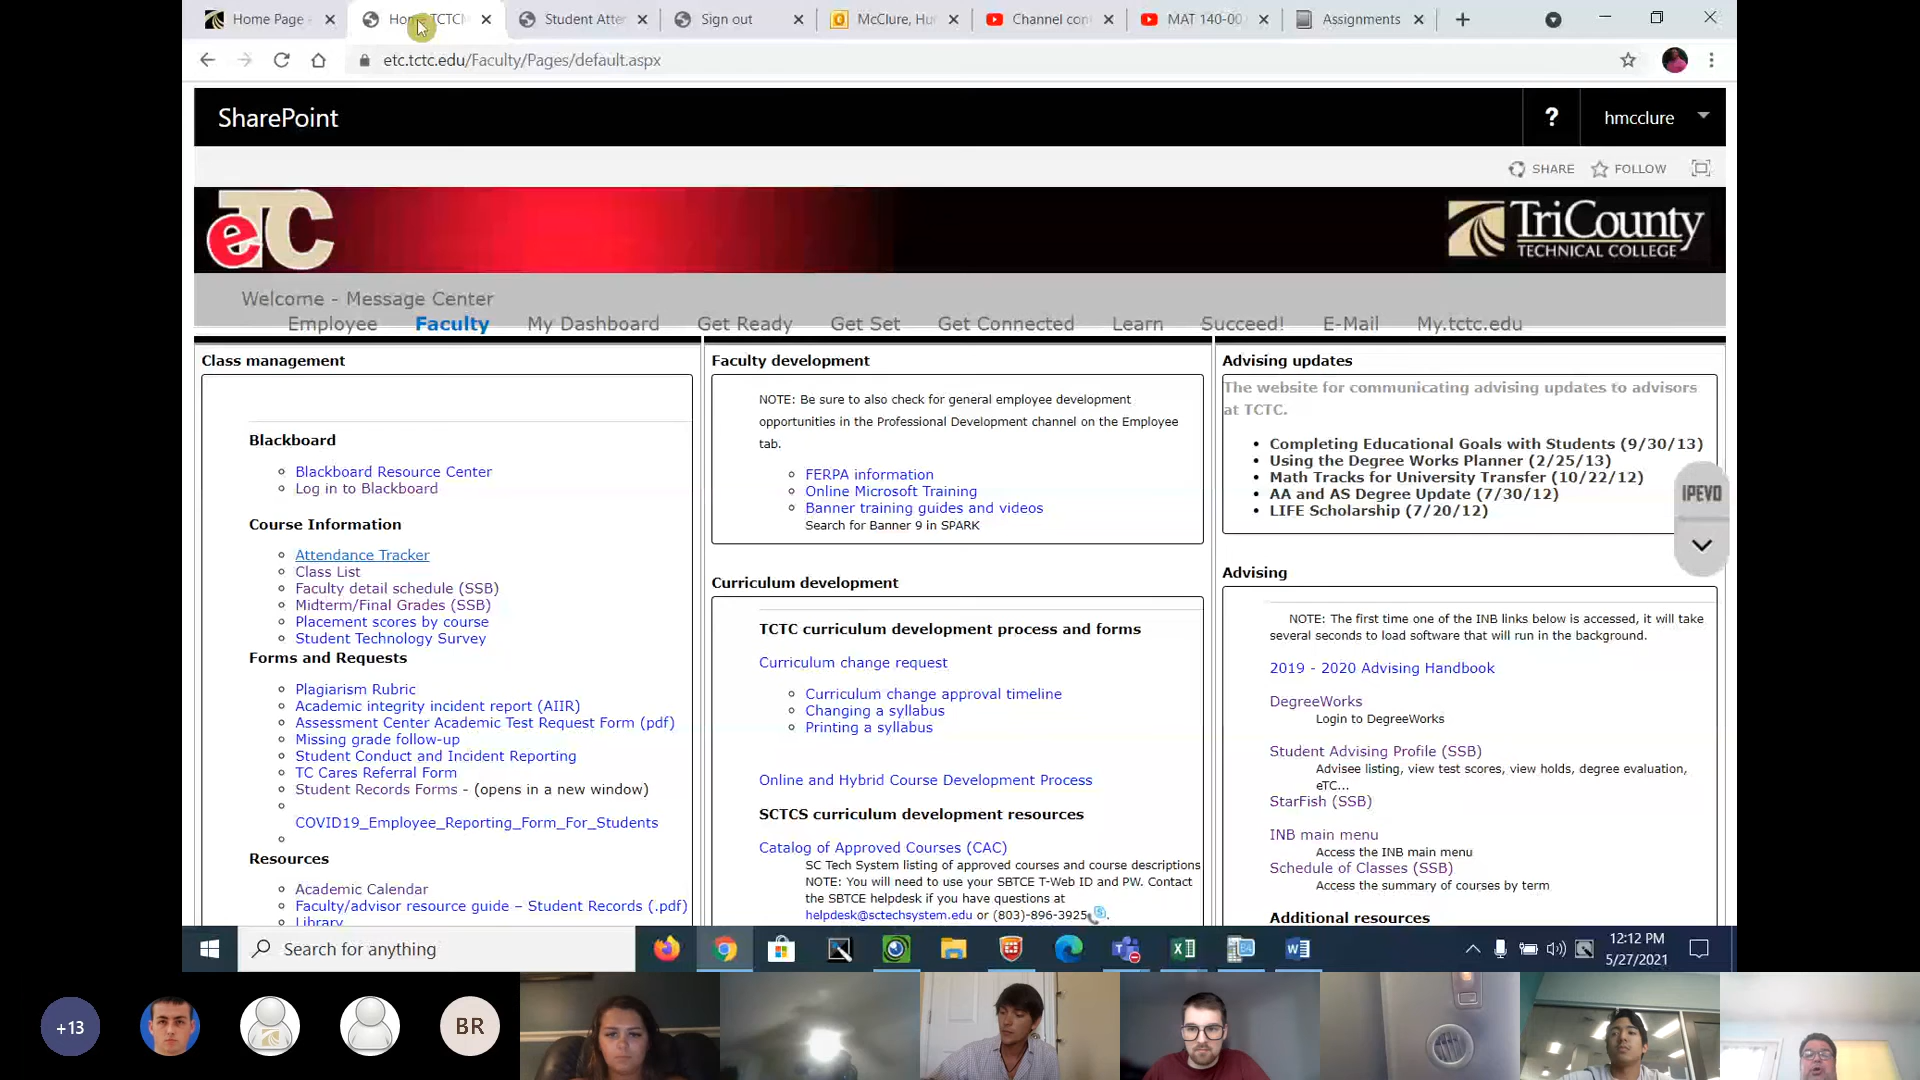 Home Page -
Home TCTCM
Student Atte
Sign out
McClure, Hu
Channel con
MAT 140-00
Assignments
etc.tctc.edu/Faculty/Pages/default.aspx
SharePoint
?
hmcclure
SHARE
FOLLOW
eTC
TriCounty
TECHNICAL COLLEGE
Welcome - Message Center
Employee Faculty My Dashboard Get Ready Get Set Get Connected Learn Succeed! E-Mail My.tctc.edu
Class management
Blackboard
Blackboard Resource Center
Log in to Blackboard
Course Information
Attendance Tracker
Class List
Faculty detail schedule (SSB)
Midterm/Final Grades (SSB)
Placement scores by course
Student Technology Survey
Forms and Requests
Plagiarism Rubric
Academic integrity incident report (AIIR)
Assessment Center Academic Test Request Form (pdf)
Missing grade follow-up
Student Conduct and Incident Reporting
TC Cares Referral Form
Student Records Forms - (opens in a new window)
COVID19_Employee_Reporting_Form_For_Students
Resources
Academic Calendar
Faculty/advisor resource guide – Student Records (.pdf)
Library
Faculty development
NOTE: Be sure to also check for general employee development
opportunities in the Professional Development channel on the Employee
tab.
FERPA information
Online Microsoft Training
Banner training guides and videos
Search for Banner 9 in SPARK
Curriculum development
TCTC curriculum development process and forms
Curriculum change request
Curriculum change approval timeline
Changing a syllabus
Printing a syllabus
Online and Hybrid Course Development Process
SCTCS curriculum development resources
Catalog of Approved Courses (CAC)
SC Tech System listing of approved courses and course descriptions
NOTE: You will need to use your SBTCE T-Web ID and PW. Contact
the SBTCE helpdesk if you have questions at
helpdesk@sctechsystem.edu or (803)-896-3925.
Advising updates
The website for communicating advising updates to advisors
at TCTC.
Completing Educational Goals with Students (9/30/13)
Using the Degree Works Planner (2/25/13)
Math Tracks for University Transfer (10/22/12)
AA and AS Degree Update (7/30/12)
LIFE Scholarship (7/20/12)
IPEVO
Advising
NOTE: The first time one of the INB links below is accessed, it will take
several seconds to load software that will run in the background.
2019 - 2020 Advising Handbook
DegreeWorks
Login to DegreeWorks
Student Advising Profile (SSB)
Advisee listing, view test scores, view holds, degree evaluation,
eTC...
StarFish (SSB)
INB main menu
Access the INB main menu
Schedule of Classes (SSB)
Access the summary of courses by term
Additional resources
Search for anything
12:12 PM
5/27/2021
+13
BR